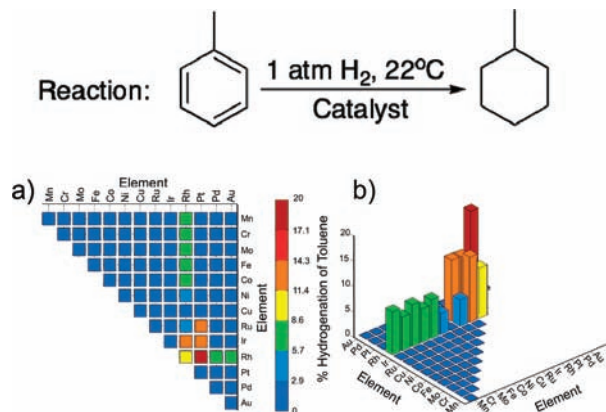 Reaction:
1 atm H₂, 22°C
Catalyst
a)
Element
Mn Cr Mo Fe Co Ni Cu Ru Ir Rh Pt Pd Au
Mn
Cr
Mo
Fe
Co
Ni
Cu
Ru
Ir
Rh
Pt
Pd
Au
Element
20
17.1
14.3
11.4
8.6
5.7
2.9
0
% Hydrogenation of Toluene
b)
20
15
10
5
0
Au
Element
Element